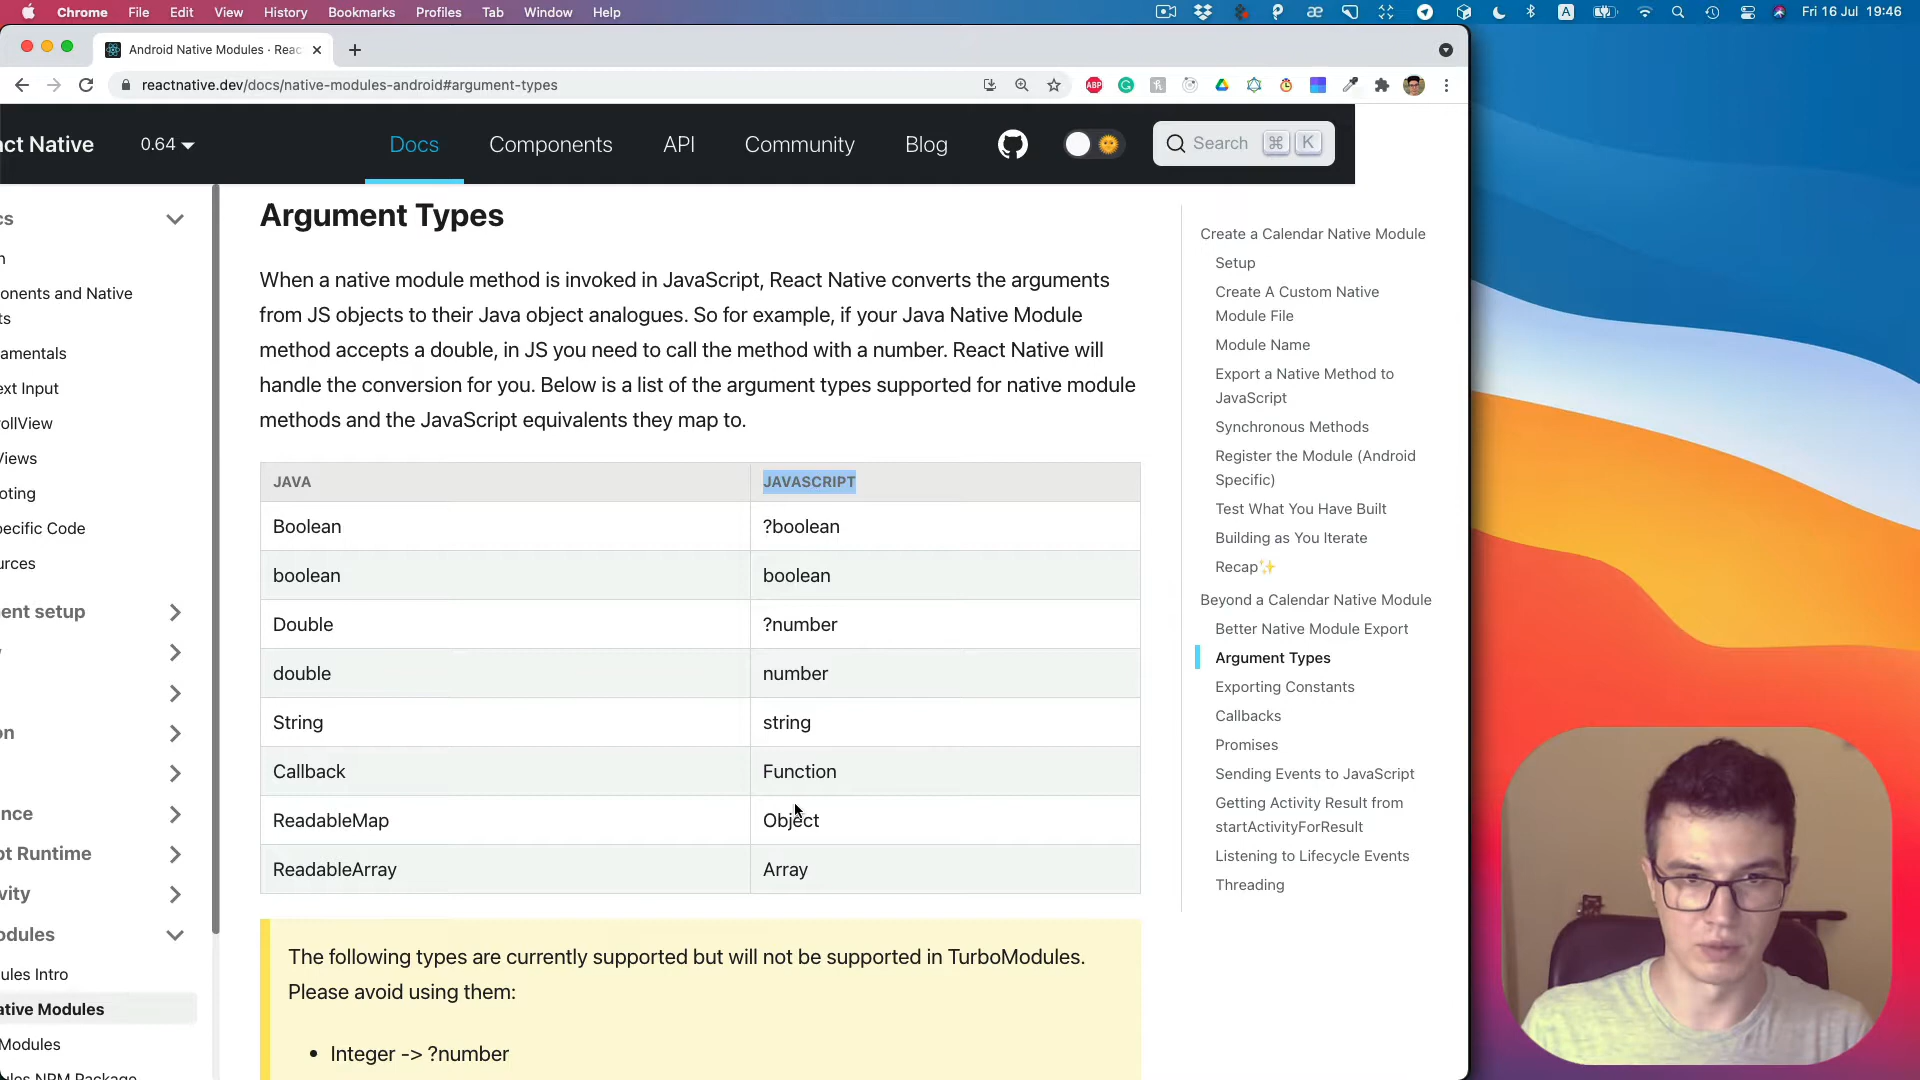 Chrome File Edit View History Bookmarks Profiles Tab Window Help
A
Fri 16 Jul 19:46
Android Native Modules · Reac
reactnative.dev/docs/native-modules-android#argument-types
ABP
ct Native
0.64
Docs
Components
API
Community
Blog
Search ⌘ K
cs
n
onents and Native
ts
amentals
ext Input
rollView
Views
oting
pecific Code
urces
ent setup
y
on
nce
pt Runtime
vity
odules
ules Intro
ative Modules
Modules
ules NPM Package
Argument Types
When a native module method is invoked in JavaScript, React Native converts the arguments
from JS objects to their Java object analogues. So for example, if your Java Native Module
method accepts a double, in JS you need to call the method with a number. React Native will
handle the conversion for you. Below is a list of the argument types supported for native module
methods and the JavaScript equivalents they map to.
JAVA JAVASCRIPT
Boolean ?boolean
boolean boolean
Double ?number
double number
String string
Callback Function
ReadableMap Object
ReadableArray Array
The following types are currently supported but will not be supported in TurboModules.
Please avoid using them:
• Integer -> ?number
Create a Calendar Native Module
Setup
Create A Custom Native
Module File
Module Name
Export a Native Method to
JavaScript
Synchronous Methods
Register the Module (Android
Specific)
Test What You Have Built
Building as You Iterate
Recap✨
Beyond a Calendar Native Module
Better Native Module Export
Argument Types
Exporting Constants
Callbacks
Promises
Sending Events to JavaScript
Getting Activity Result from
startActivityForResult
Listening to Lifecycle Events
Threading